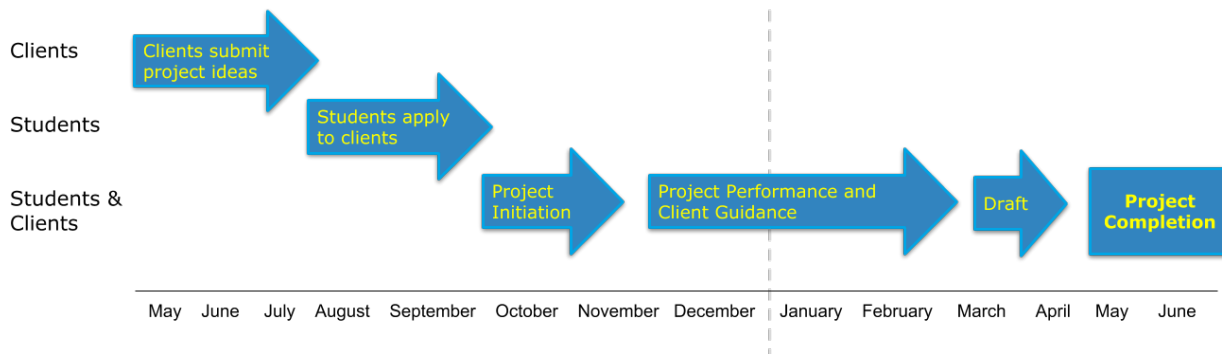 Clients
Clients submit
project ideas
Students
Students apply
to clients
Students &
Clients
Project
Initiation
Project Performance and
Client Guidance
Draft
Project
Completion
May June July August September October November December January February March April May June